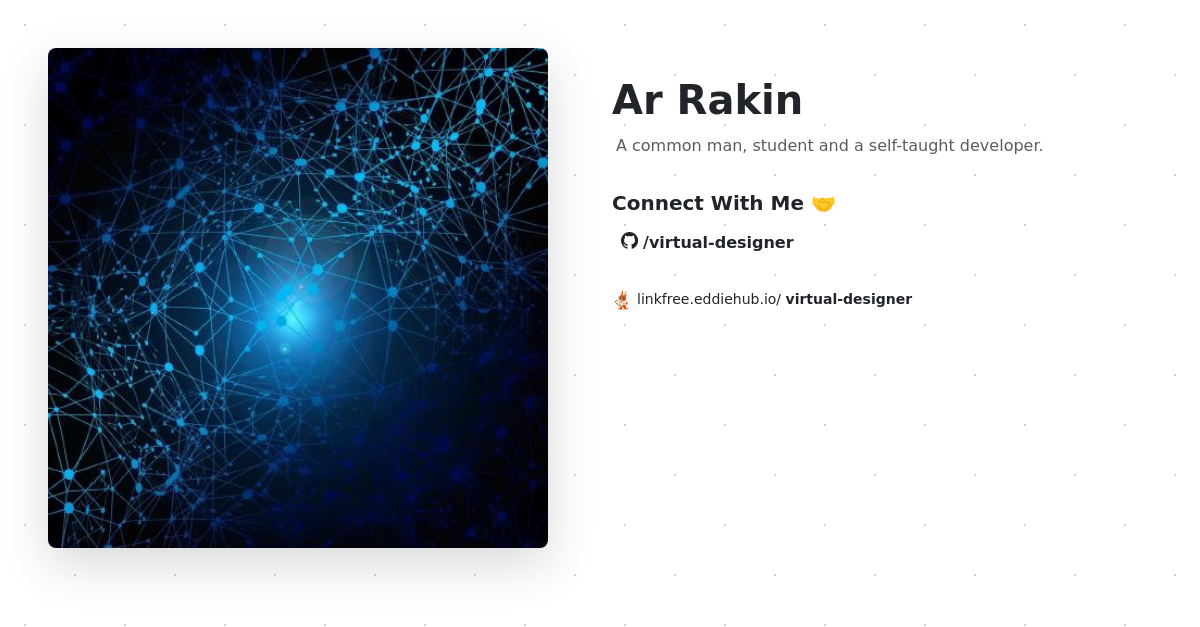 Ar Rakin
A common man, student and a self-taught developer.
Connect With Me 🤝
/virtual-designer
linkfree.eddiehub.io/ virtual-designer